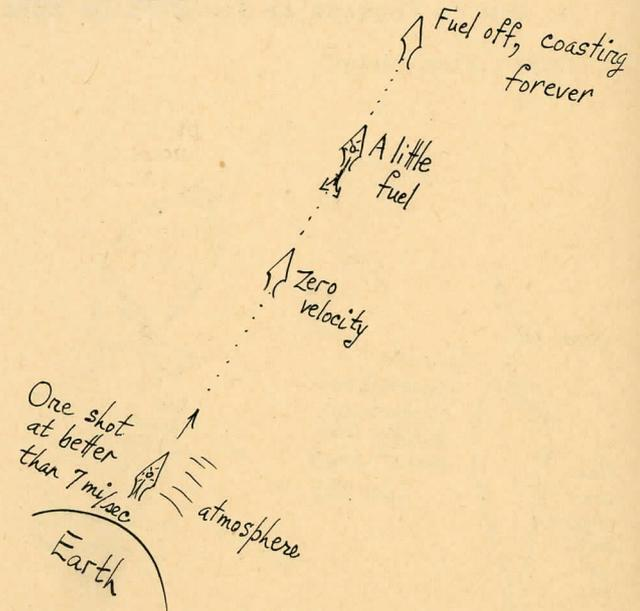 Fuel off, coasting
forever
A little
fuel
Zero
velocity
One shot
at better
than 7 mi/sec
atmosphere
Earth